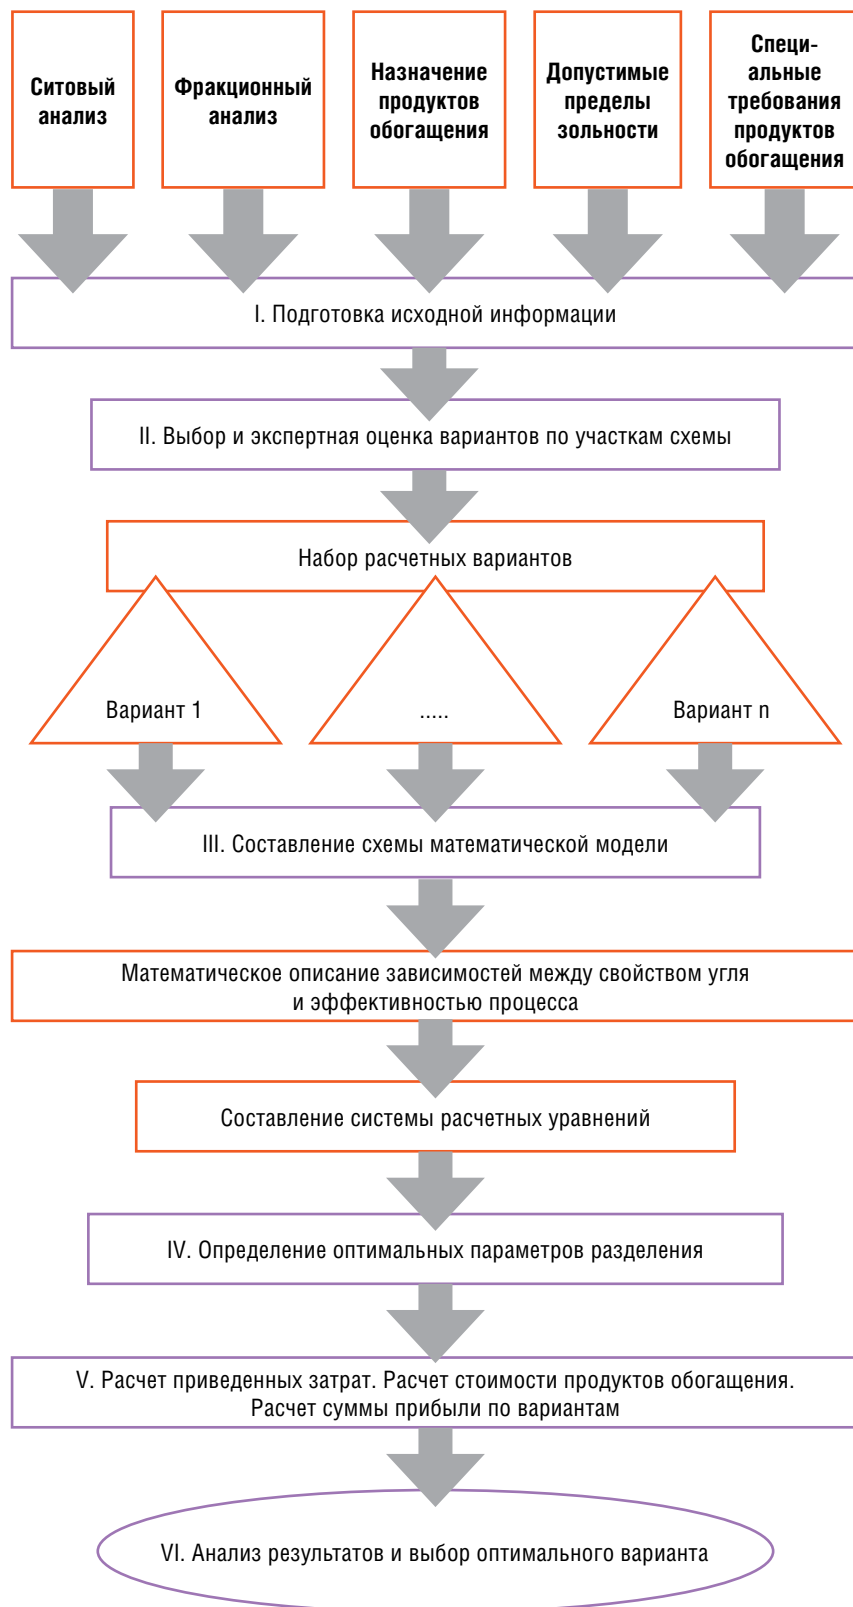 Ситовый
анализ
Фракционный
анализ
Назначение
продуктов
обогащения
Допустимые
пределы
зольности
Специ-
альные
требования
продуктов
обогащения
I. Подготовка исходной информации
II. Выбор и экспертная оценка вариантов по участкам схемы
Набор расчетных вариантов
Вариант 1
.....
Вариант n
III. Составление схемы математической модели
Математическое описание зависимостей между свойством угля
и эффективностью процесса
Составление системы расчетных уравнений
IV. Определение оптимальных параметров разделения
V. Расчет приведенных затрат. Расчет стоимости продуктов обогащения.
Расчет суммы прибыли по вариантам
VI. Анализ результатов и выбор оптимального варианта